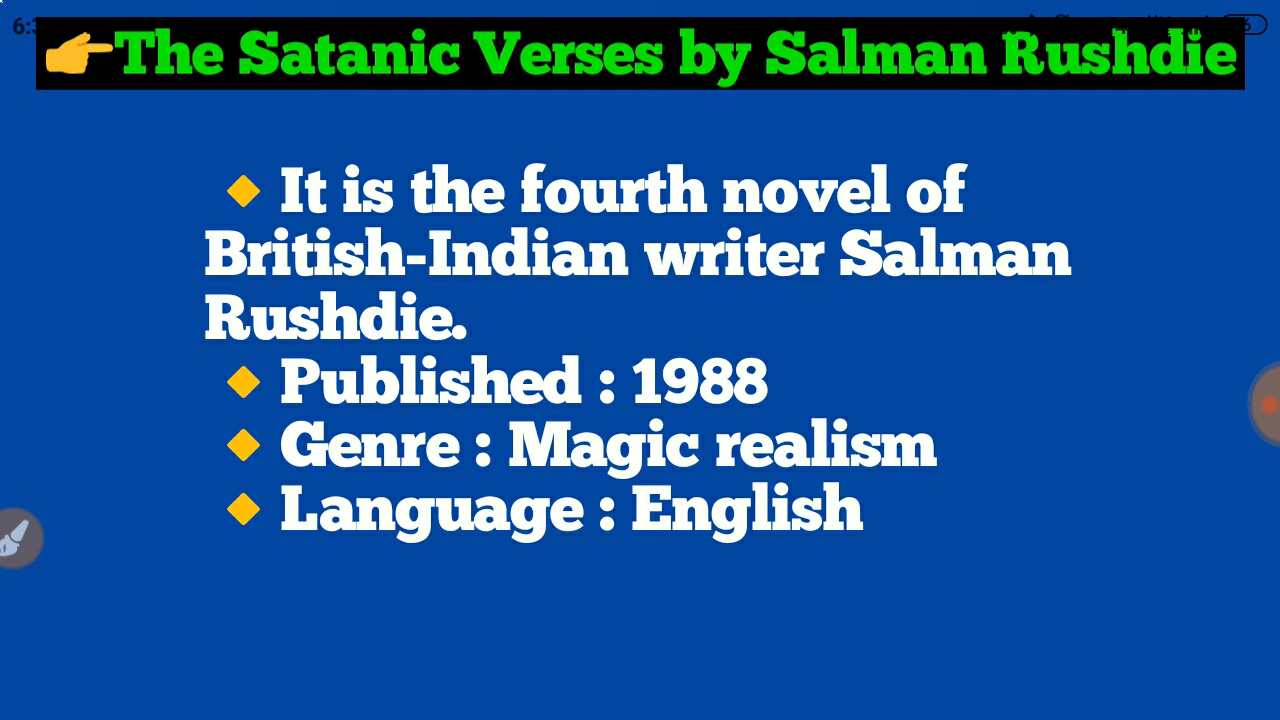 👉The Satanic Verses by Salman Rushdie
🔸 It is the fourth novel of
British-Indian writer Salman
Rushdie.
🔸 Published : 1988
🔸 Genre : Magic realism
🔸 Language : English